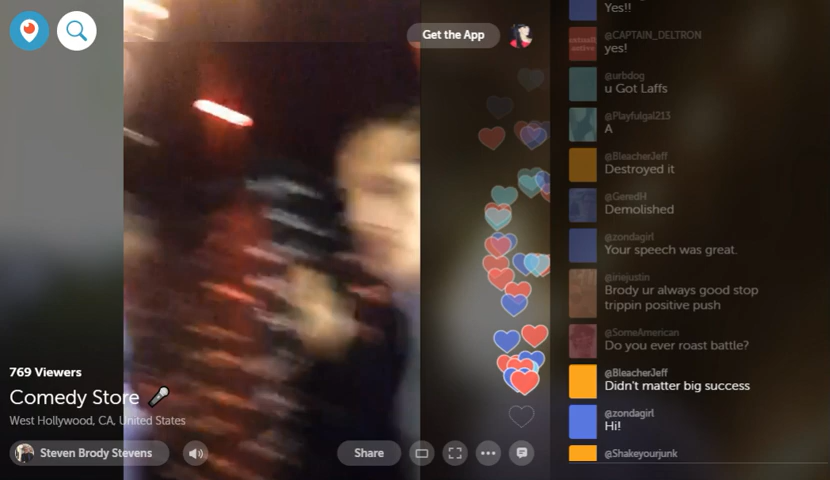 Get the App
Yes!!
@CAPTAIN_DELTRON
yes!
@urbdog
u Got Laffs
@Playfulgal213
A
@BleacherJeff
Destroyed it
@GeredH
Demolished
@zondagirl
Your speech was great.
@iriejustin
Brody ur always good stop
trippin positive push
@SomeAmerican
Do you ever roast battle?
@BleacherJeff
Didn't matter big success
@zondagirl
Hi!
@Shakeyourjunk
769 Viewers
Comedy Store 🎤
West Hollywood, CA, United States
Steven Brody Stevens
Share